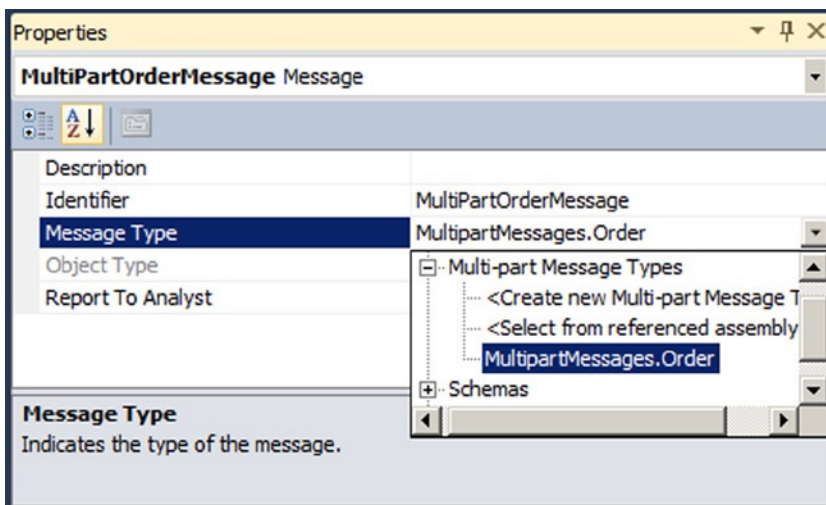 Properties
MultiPartOrderMessage Message
Description
Identifier MultiPartOrderMessage
Message Type MultipartMessages.Order
Object Type
Report To Analyst
Multi-part Message Types
<Create new Multi-part Message T
<Select from referenced assembly
MultipartMessages.Order
Schemas
Message Type
Indicates the type of the message.